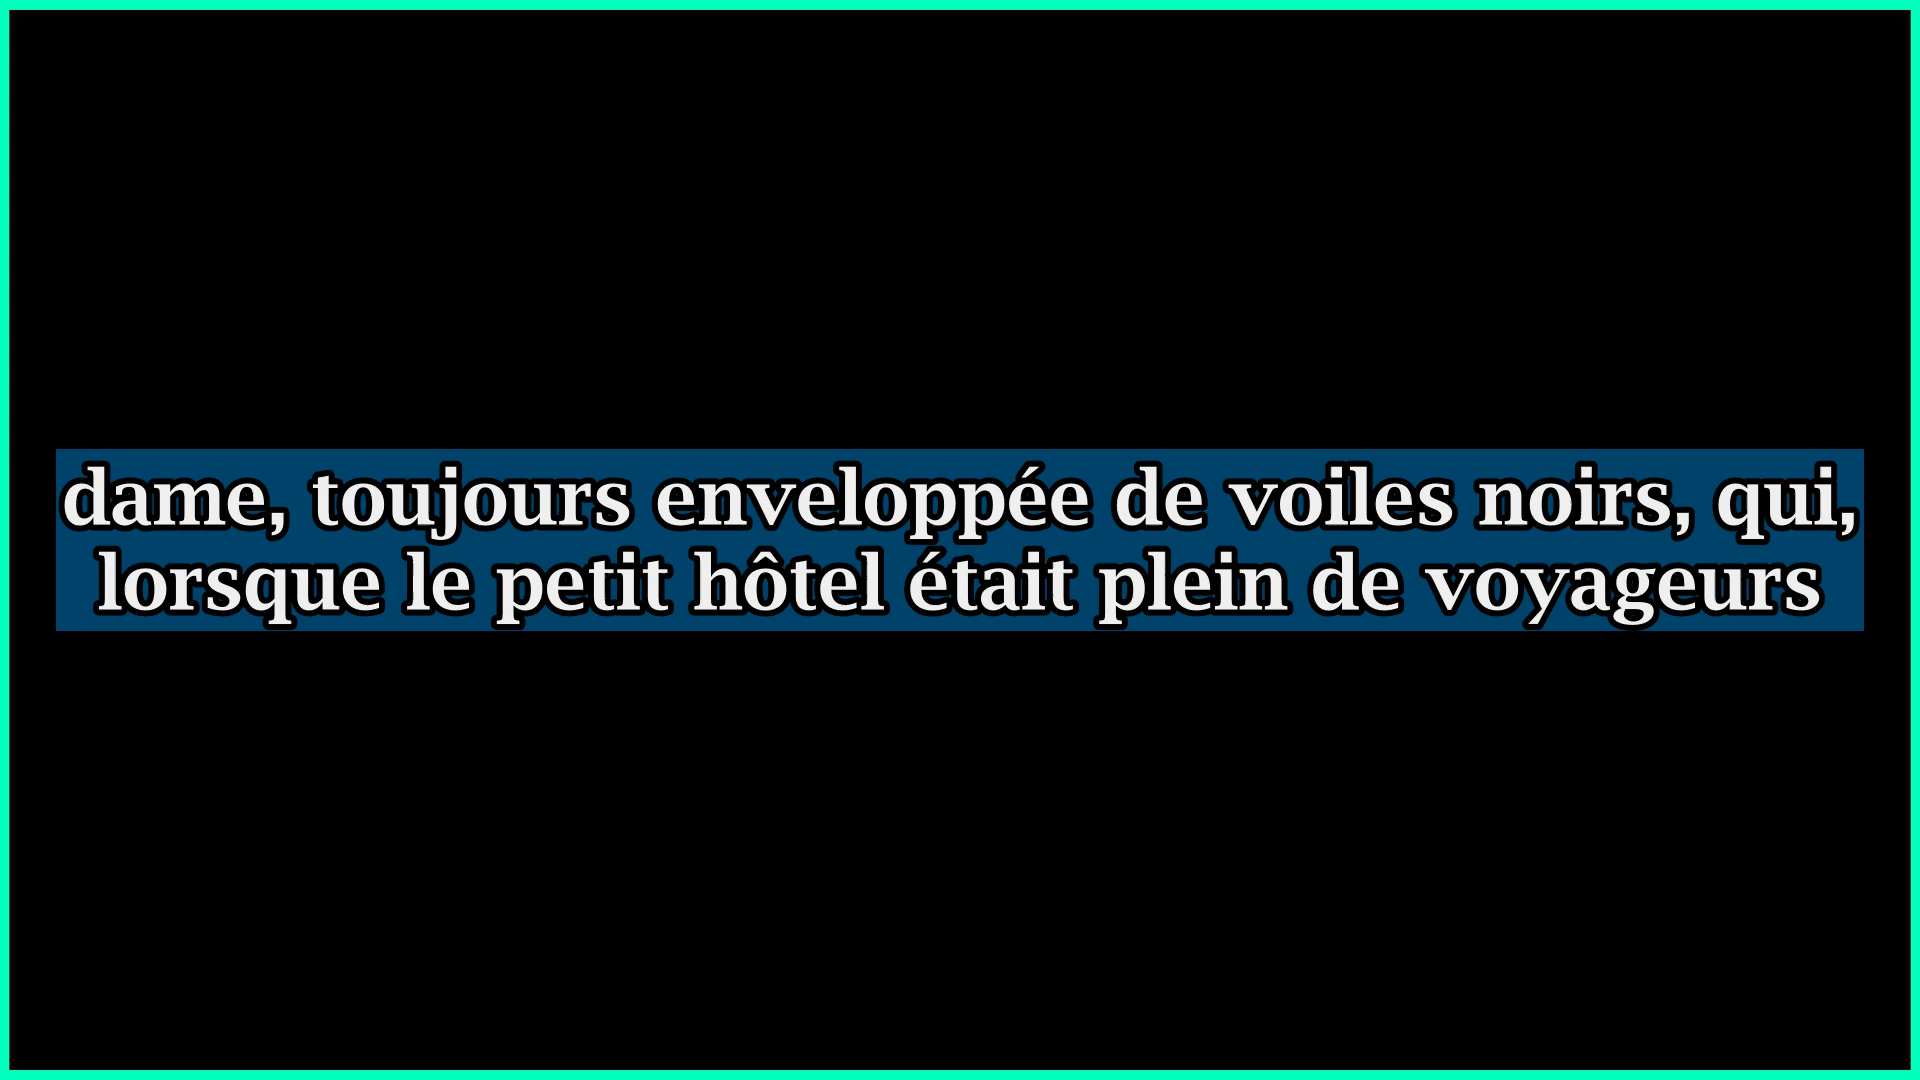 dame, toujours enveloppée de voiles noirs, qui,
lorsque le petit hôtel était plein de voyageurs